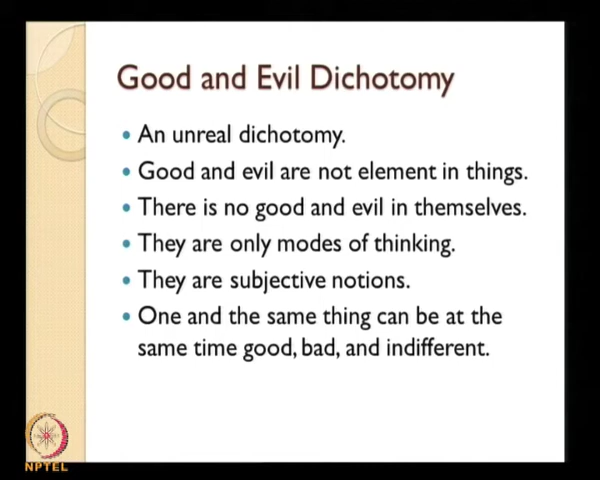 Good and Evil Dichotomy
An unreal dichotomy.
Good and evil are not element in things.
There is no good and evil in themselves.
They are only modes of thinking.
They are subjective notions.
One and the same thing can be at the
same time good, bad, and indifferent.
NPTEL